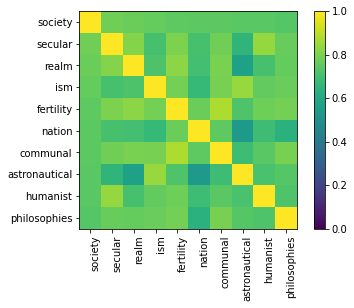 society
secular
realm
ism
fertility
nation
communal
astronautical
humanist
philosophies
society
secular
realm
ism
fertility
nation
communal
astronautical
humanist
philosophies
1.0
0.8
0.6
0.4
0.2
0.0